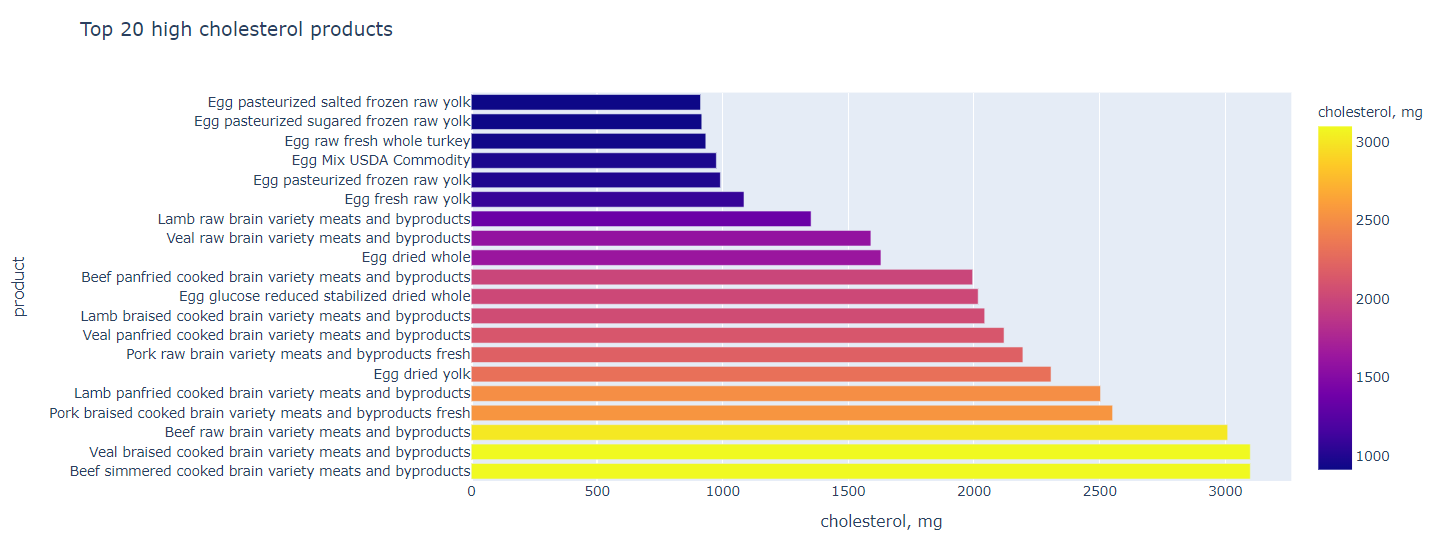 Top 20 high cholesterol products
product
Egg pasteurized salted frozen raw yolk
Egg pasteurized sugared frozen raw yolk
Egg raw fresh whole turkey
Egg Mix USDA Commodity
Egg pasteurized frozen raw yolk
Egg fresh raw yolk
Lamb raw brain variety meats and byproducts
Veal raw brain variety meats and byproducts
Egg dried whole
Beef panfried cooked brain variety meats and byproducts
Egg glucose reduced stabilized dried whole
Lamb braised cooked brain variety meats and byproducts
Veal panfried cooked brain variety meats and byproducts
Pork raw brain variety meats and byproducts fresh
Egg dried yolk
Lamb panfried cooked brain variety meats and byproducts
Pork braised cooked brain variety meats and byproducts fresh
Beef raw brain variety meats and byproducts
Veal braised cooked brain variety meats and byproducts
Beef simmered cooked brain variety meats and byproducts
0 500 1000 1500 2000 2500 3000
cholesterol, mg
cholesterol, mg
3000
2500
2000
1500
1000